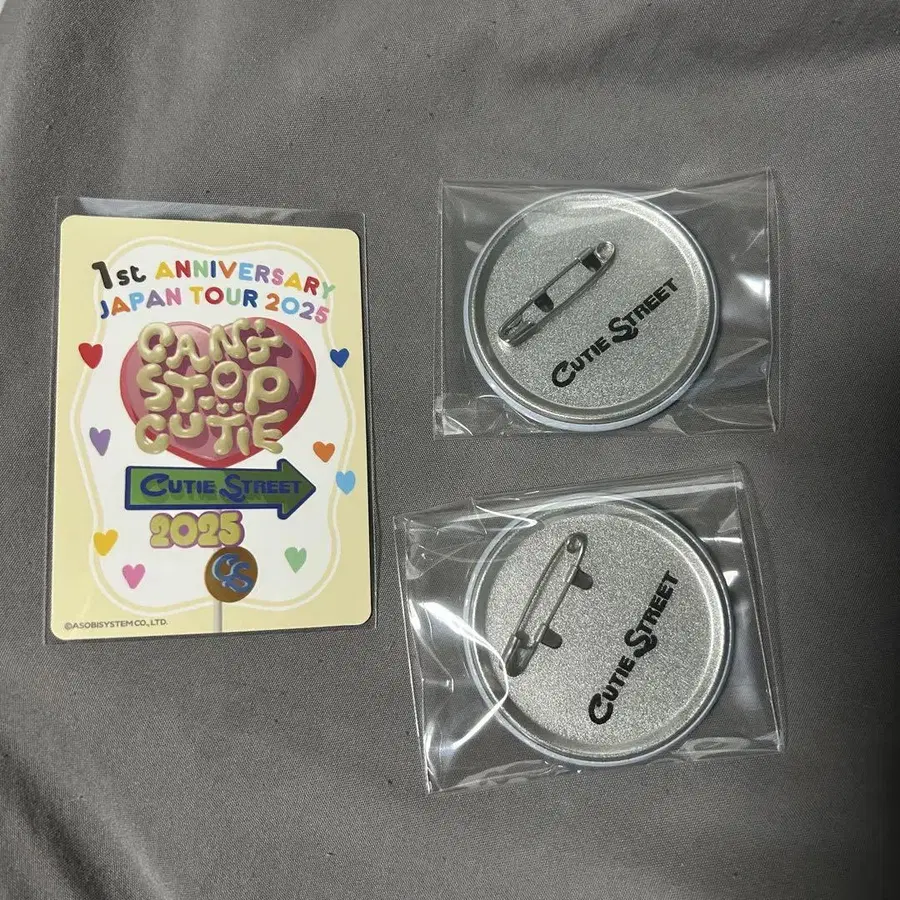 1st ANNIVERSARY
JAPAN TOUR 2025
CAN'T
STOP
CUTIE
CUTIE STREET
2025
CS
©ASOBISYSTEM CO., LTD.
CUTIE STREET
CUTIE STREET